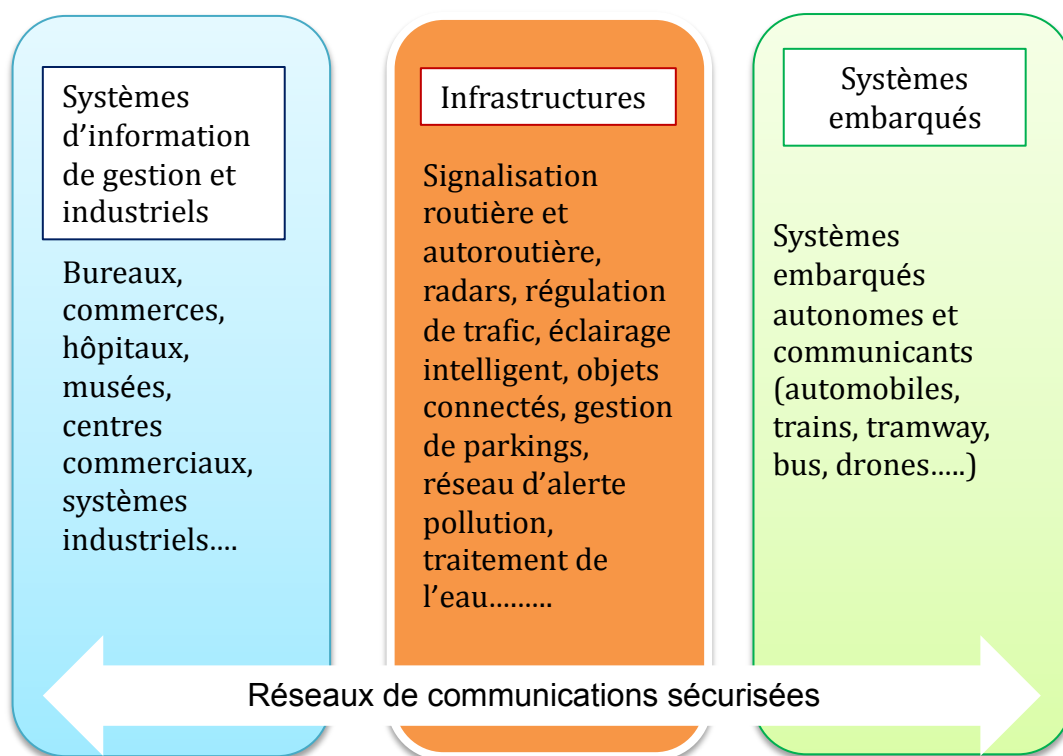 Systèmes
d’information
de gestion et
industriels
Bureaux,
commerces,
hôpitaux,
musées,
centres
commerciaux,
systèmes
industriels....
Infrastructures
Signalisation
routière et
autoroutière,
radars, régulation
de trafic, éclairage
intelligent, objets
connectés, gestion
de parkings,
réseau d’alerte
pollution,
traitement de
l’eau.........
Systèmes
embarqués
Systèmes
embarqués
autonomes et
communicants
(automobiles,
trains, tramway,
bus, drones.....)
Réseaux de communications sécurisées